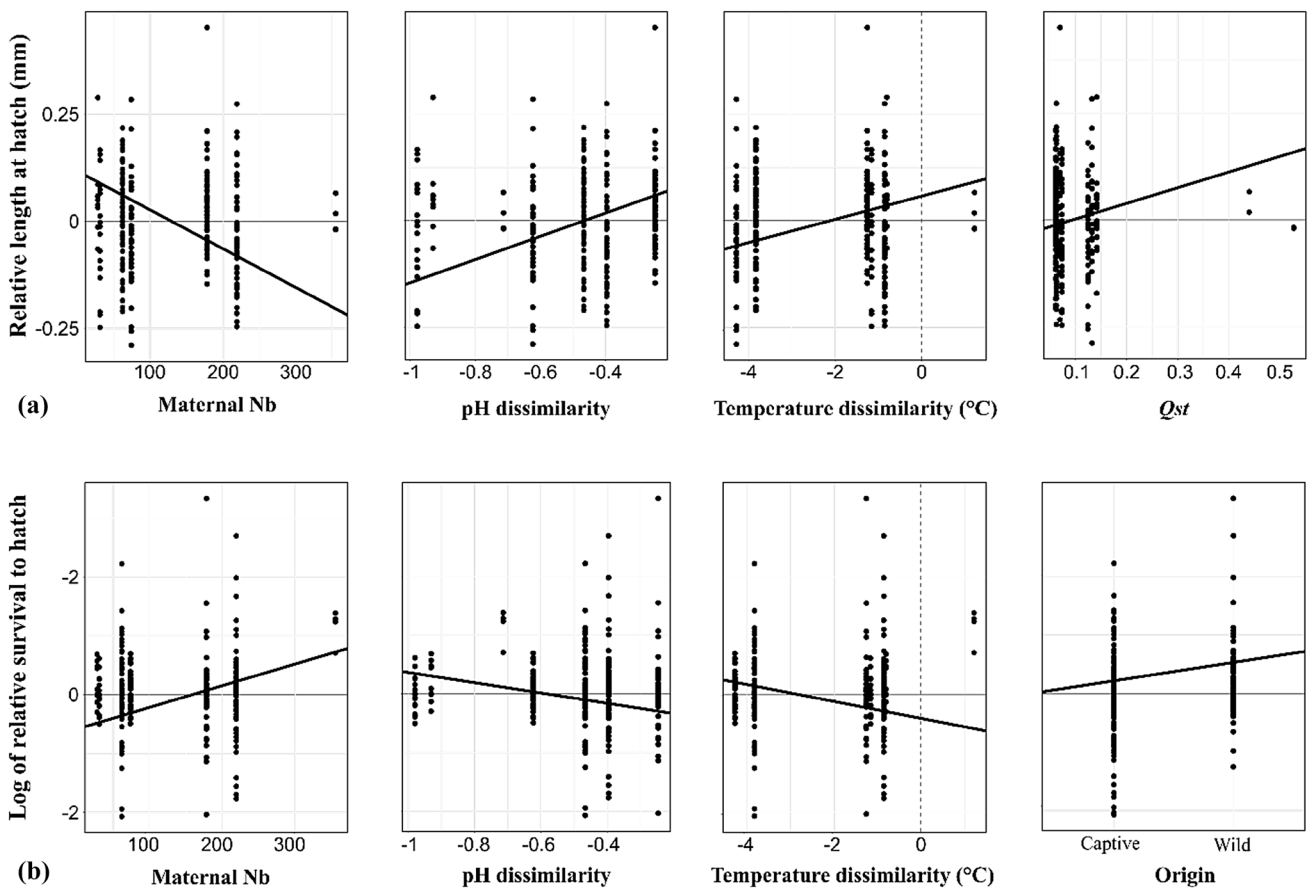 Relative length at hatch (mm)
0.25
0
-0.25
100 200 300
-1 -0.8 -0.6 -0.4
-4 -2 0
0.1 0.2 0.3 0.4 0.5
(a)
Maternal Nb
pH dissimilarity
Temperature dissimilarity (°C)
Qst
Log of relative survival to hatch
-2
0
-2
100 200 300
-1 -0.8 -0.6 -0.4
-4 -2 0
Captive Wild
(b)
Maternal Nb
pH dissimilarity
Temperature dissimilarity (°C)
Origin